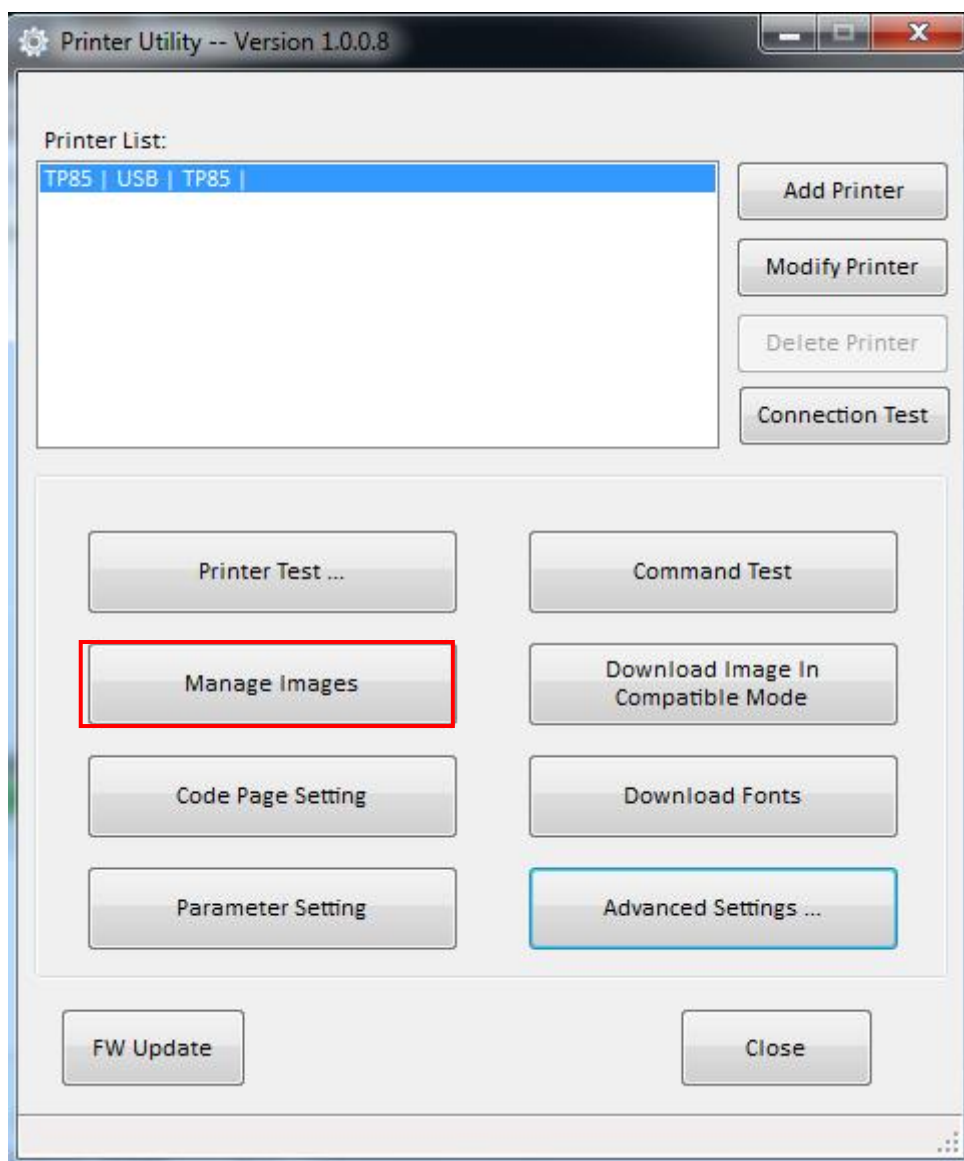 Printer Utility -- Version 1.0.0.8
Printer List:
TP85 | USB | TP85 |
Add Printer
Modify Printer
Delete Printer
Connection Test
Printer Test ...
Command Test
Manage Images
Download Image In
Compatible Mode
Code Page Setting
Download Fonts
Parameter Setting
Advanced Settings ...
FW Update
Close